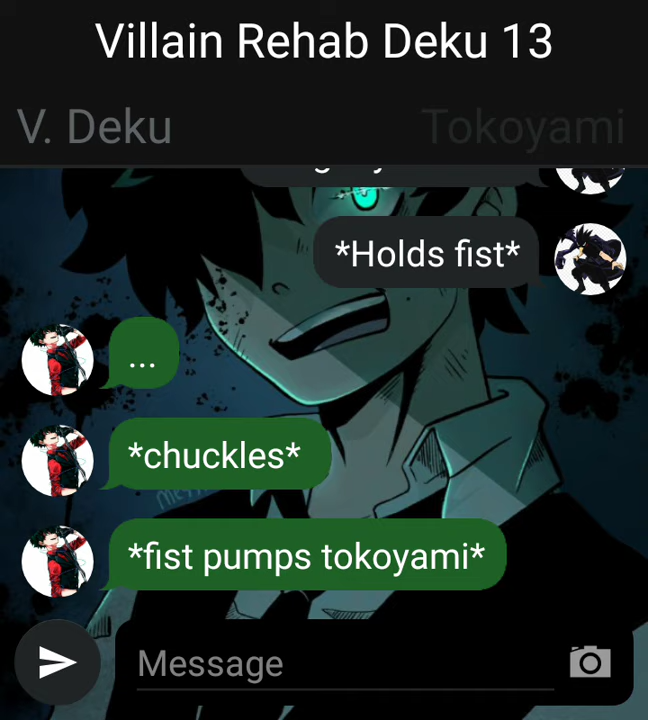 Villain Rehab Deku 13
V. Deku
Tokoyami
*Holds fist*
...
*chuckles*
*fist pumps tokoyami*
Message